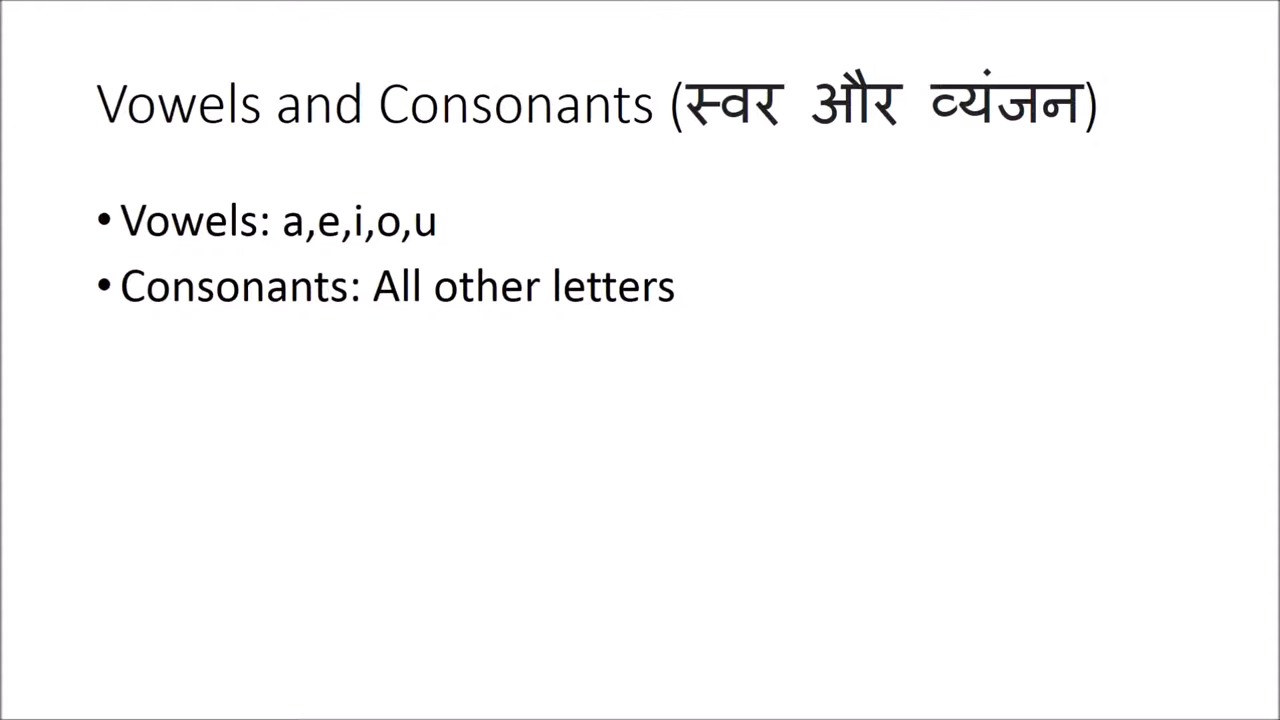 Vowels and Consonants (स्वर और व्यंजन)
• Vowels: a,e,i,o,u
• Consonants: All other letters